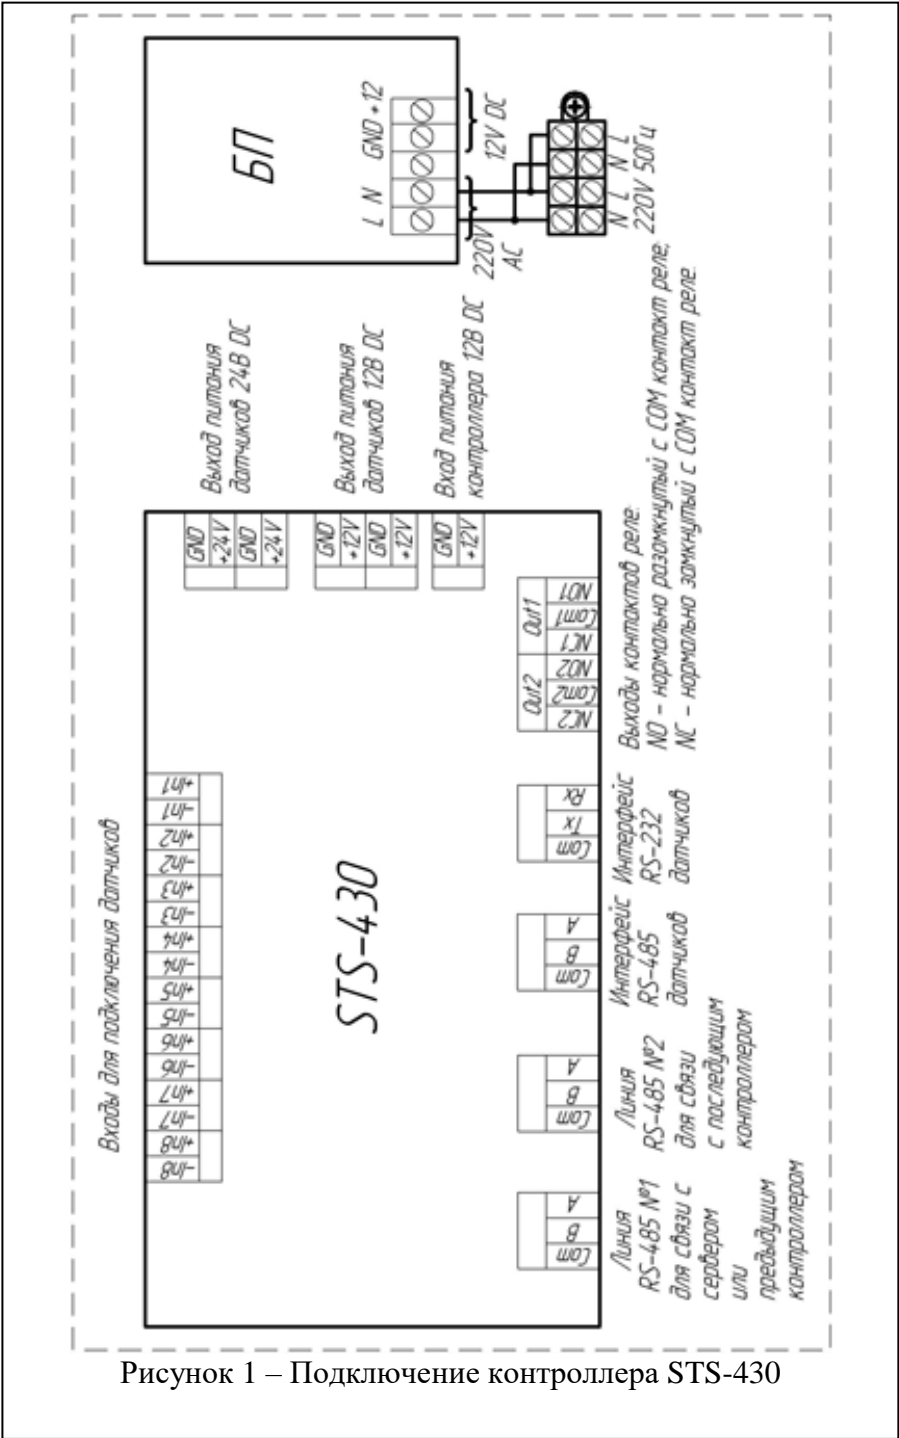 БП
GND +12
L N
12V DC
220V
AC
N L N L
220V 50Гц
Выход питания
датчиков 24В DC
Выход питания
датчиков 12В DC
Вход питания
контроллера 12В DC
GND
+24V
GND
+24V
GND
+12V
GND
+12V
GND
+12V
Out1
NO1
Com1
NC1
Out2
NO2
Com2
NC2
Выходы контактов реле:
NO – нормально разомкнутый с COM контакт реле;
NC – нормально замкнутый с COM контакт реле.
Входы для подключения датчиков
+In1
-In1
+In2
-In2
+In3
-In3
+In4
-In4
+In5
-In5
+In6
-In6
+In7
-In7
+In8
-In8
STS-430
Rx
Tx
Com
Интерфейс
RS-232
датчиков
A
B
Com
Интерфейс
RS-485
датчиков
A
B
Com
Линия
RS-485 №2
для связи
с последующим
контроллером
A
B
Com
Линия
RS-485 №1
для связи с
сервером
или
предыдущим
контроллером
Рисунок 1 – Подключение контроллера STS-430